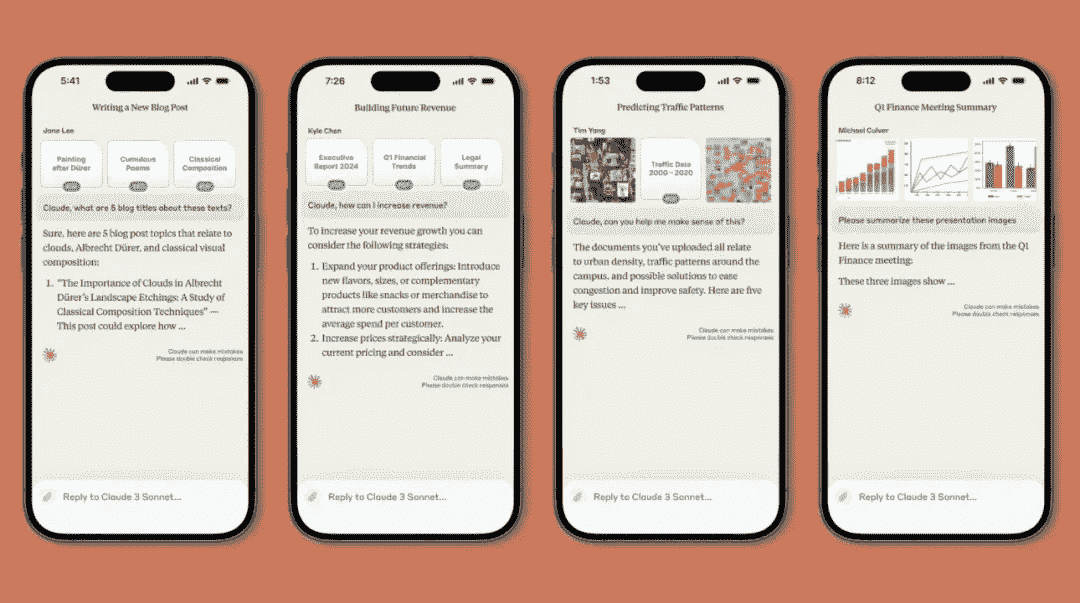 5:41
Writing a New Blog Post
Jane Lee
Painting
after Dürer
Cumulous
Poems
Classical
Composition
Claude, what are 5 blog titles about these texts?
Sure, here are 5 blog post topics that relate to
clouds, Albrecht Dürer, and classical visual
composition:
1. “The Importance of Clouds in Albrecht
Dürer’s Landscape Etchings: A Study of
Classical Composition Techniques” —
This post could explore how ...
Claude can make mistakes
Please double check responses
Reply to Claude 3 Sonnet...
7:26
Building Future Revenue
Kyle Chen
Executive
Report 2024
Q1 Financial
Trends
Legal
Summary
Claude, how can I increase revenue?
To increase your revenue growth you can
consider the following strategies:
1. Expand your product offerings: Introduce
new flavors, sizes, or complementary
products like snacks or merchandise to
attract more customers and increase the
average spend per customer.
2. Increase prices strategically: Analyze your
current pricing and consider ...
Claude can make mistakes
Please double check responses
Reply to Claude 3 Sonnet...
1:53
Predicting Traffic Patterns
Tim Yang
Traffic Data
2000 – 2020
Claude, can you help me make sense of this?
The documents you’ve uploaded all relate
to urban density, traffic patterns around the
campus, and possible solutions to ease
congestion and improve safety. Here are five
key issues ...
Claude can make mistakes
Please double check responses
Reply to Claude 3 Sonnet...
8:12
Q1 Finance Meeting Summary
Michael Culver
Please summarize these presentation images
Here is a summary of the images from the Q1
Finance meeting:
These three images show ...
Claude can make mistakes
Please double check responses
Reply to Claude 3 Sonnet...